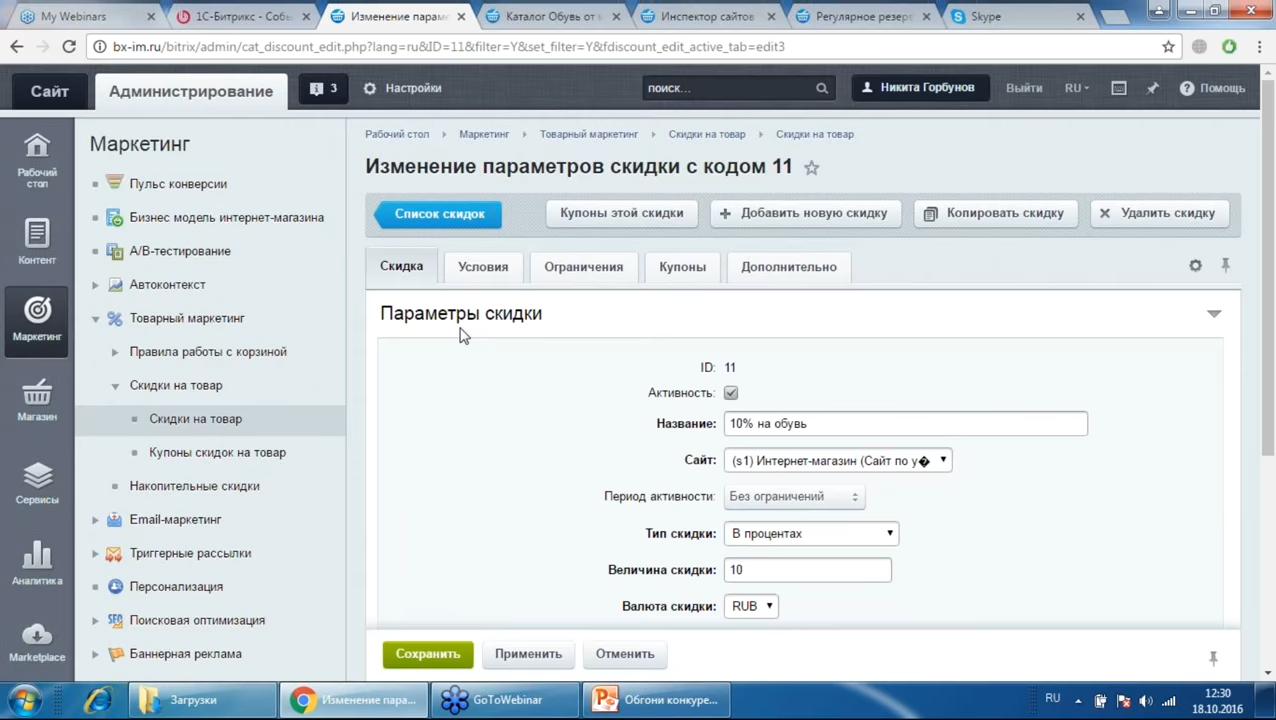 My Webinars
1С-Битрикс - Собы
Изменение парам
Каталог Обувь от м
Инспектор сайтов
Регулярное резерв
Skype
bx-im.ru/bitrix/admin/cat_discount_edit.php?lang=ru&ID=11&filter=Y&set_filter=Y&fdiscount_edit_active_tab=edit3
Сайт
Администрирование
3
Настройки
поиск...
Никита Горбунов
Выйти
RU
Помощь
Рабочий стол
Контент
Маркетинг
Магазин
Сервисы
Аналитика
Marketplace
Маркетинг
Пульс конверсии
Бизнес модель интернет-магазина
A/B-тестирование
Автоконтекст
Товарный маркетинг
Правила работы с корзиной
Скидки на товар
Скидки на товар
Купоны скидок на товар
Накопительные скидки
Email-маркетинг
Триггерные рассылки
Персонализация
Поисковая оптимизация
Баннерная реклама
Рабочий стол Маркетинг Товарный маркетинг Скидки на товар Скидки на товар
Изменение параметров скидки с кодом 11
Список скидок
Купоны этой скидки
Добавить новую скидку
Копировать скидку
Удалить скидку
Скидка Условия Ограничения Купоны Дополнительно
Параметры скидки
ID: 11
Активность:
Название: 10% на обувь
Сайт: (s1) Интернет-магазин (Сайт по у�
Период активности: Без ограничений
Тип скидки: В процентах
Величина скидки: 10
Валюта скидки: RUB
Сохранить Применить Отменить
Загрузки
Изменение пара...
GoToWebinar
Обгони конкуре...
RU
12:30
18.10.2016